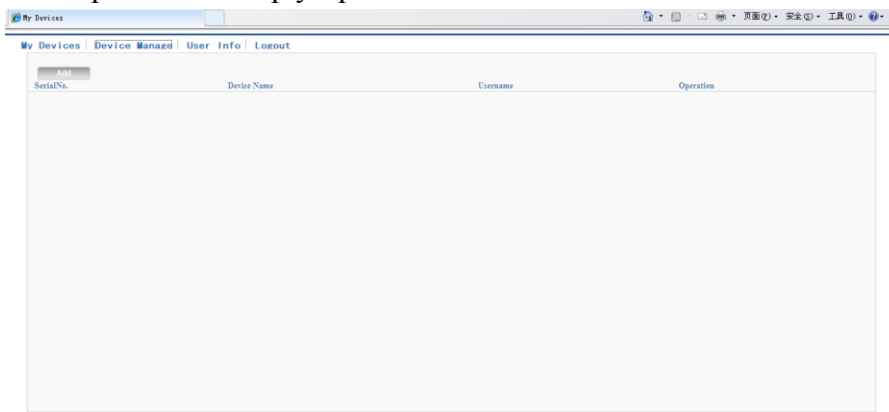 My Devices
页面(P) 安全(S) 工具(O)
My Devices Device Managed User Info Logout
Add
SerialNo. Device Name Username Operation